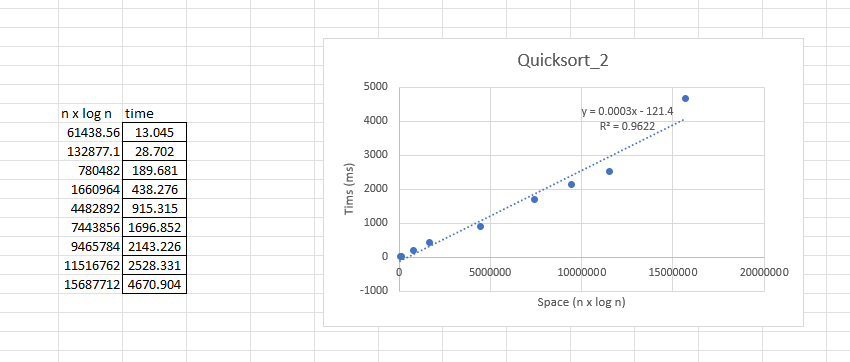 n x log n time
61438.56 13.045
132877.1 28.702
780482 189.681
1660964 438.276
4482892 915.315
7443856 1696.852
9465784 2143.226
11516762 2528.331
15687712 4670.904
Quicksort_2
5000
4000
3000
2000
1000
0
-1000
Tims (ms)
y = 0.0003x - 121.4
R² = 0.9622
0 5000000 10000000 15000000 20000000
Space (n x log n)